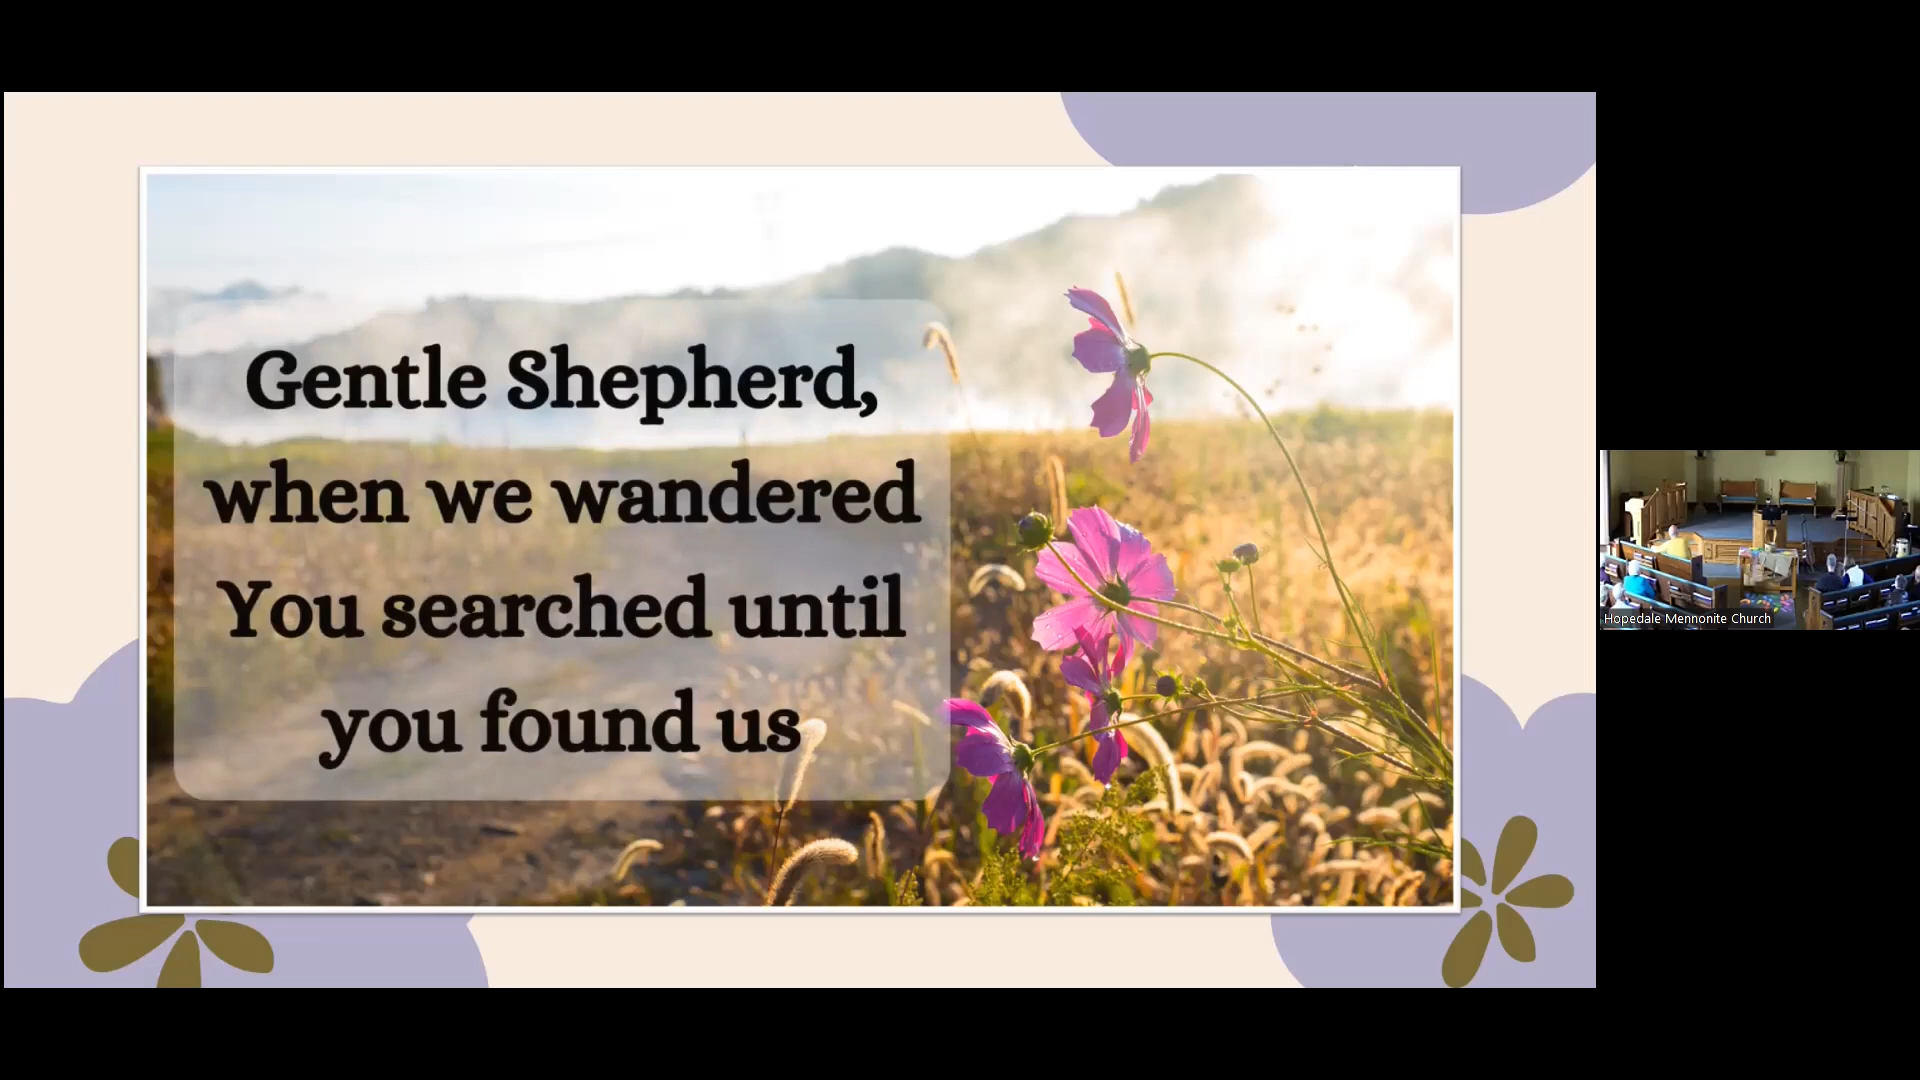 Gentle Shepherd,
when we wandered
You searched until
you found us
Hopedale Mennonite Church